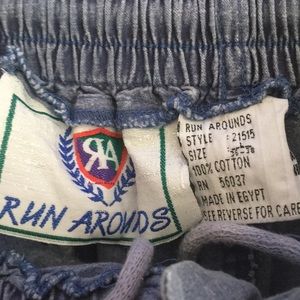 RA
RUN AROUNDS
RUN AROUNDS
STYLE : 21515
SIZE :
100% COTTON
RN 56037
MADE IN EGYPT
SEE REVERSE FOR CARE